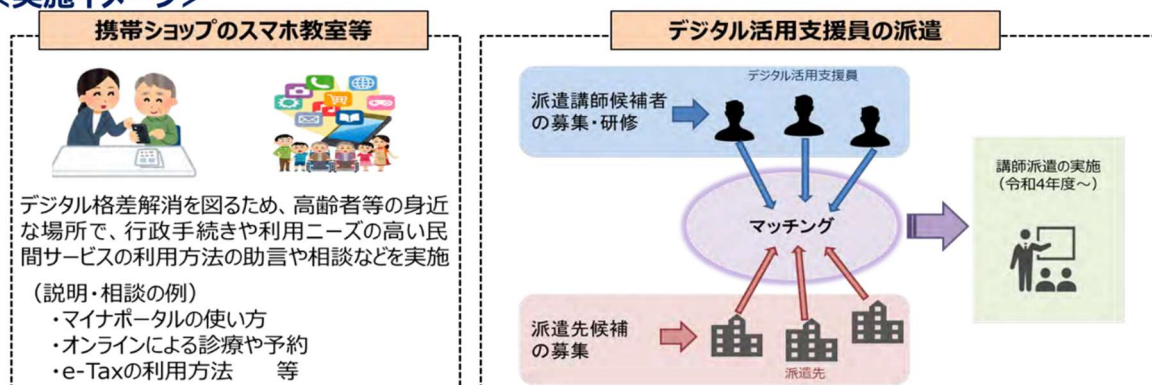 <実施イメージ>
携帯ショップのスマホ教室等
デジタル格差解消を図るため、高齢者等の身近
な場所で、行政手続きや利用ニーズの高い民
間サービスの利用方法の助言や相談などを実施
（説明・相談の例）
・マイナポータルの使い方
・オンラインによる診療や予約
・e-Taxの利用方法　等
デジタル活用支援員の派遣
デジタル活用支援員
派遣講師候補者
の募集・研修
マッチング
派遣先候補
の募集
派遣先
講師派遣の実施
（令和4年度～）